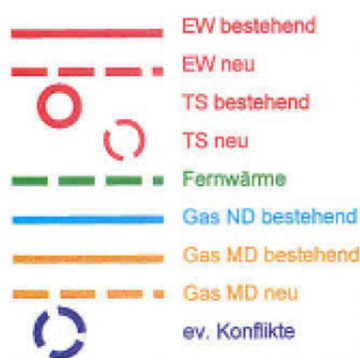 EW bestehend
EW neu
TS bestehend
TS neu
Fernwärme
Gas ND bestehend
Gas MD bestehend
Gas MD neu
ev. Konflikte